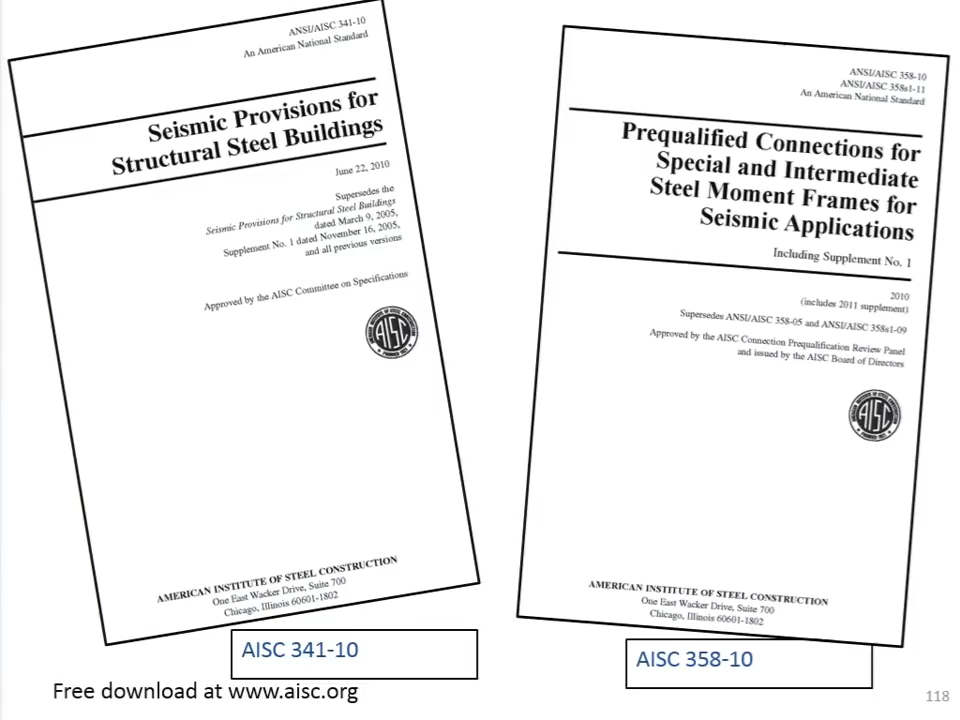 ANSI/AISC 341-10
An American National Standard
Seismic Provisions for
Structural Steel Buildings
June 22, 2010
Supersedes the
Seismic Provisions for Structural Steel Buildings
dated March 9, 2005,
Supplement No. 1 dated November 16, 2005,
and all previous versions
Approved by the AISC Committee on Specifications
AISC
AMERICAN INSTITUTE OF STEEL CONSTRUCTION
One East Wacker Drive, Suite 700
Chicago, Illinois 60601-1802
AISC 341-10
Free download at www.aisc.org
ANSI/AISC 358-10
ANSI/AISC 358s1-11
An American National Standard
Prequalified Connections for
Special and Intermediate
Steel Moment Frames for
Seismic Applications
Including Supplement No. 1
2010
(includes 2011 supplement)
Supersedes ANSI/AISC 358-05 and ANSI/AISC 358s1-09
Approved by the AISC Connection Prequalification Review Panel
and issued by the AISC Board of Directors
AISC
AMERICAN INSTITUTE OF STEEL CONSTRUCTION
One East Wacker Drive, Suite 700
Chicago, Illinois 60601-1802
AISC 358-10
118